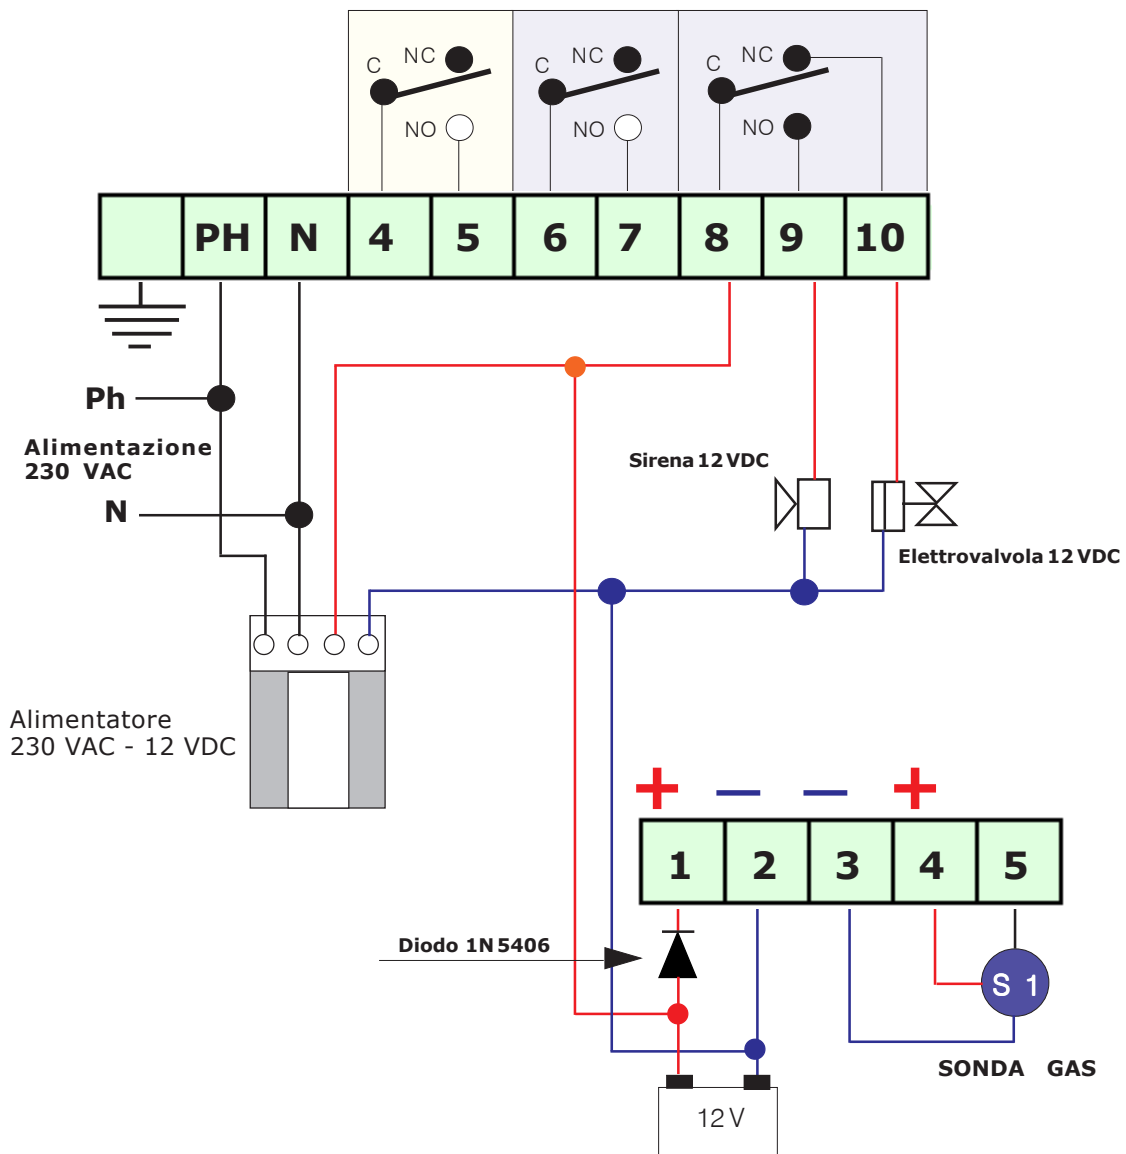 C NC NO
C NC NO
C NC NO
PH N 4 5 6 7 8 9 10
Ph
Alimentazione
230 VAC
N
Sirena 12 VDC
Elettrovalvola 12 VDC
Alimentatore
230 VAC - 12 VDC
+ – – +
1 2 3 4 5
Diodo 1N 5406
S 1
SONDA GAS
12 V